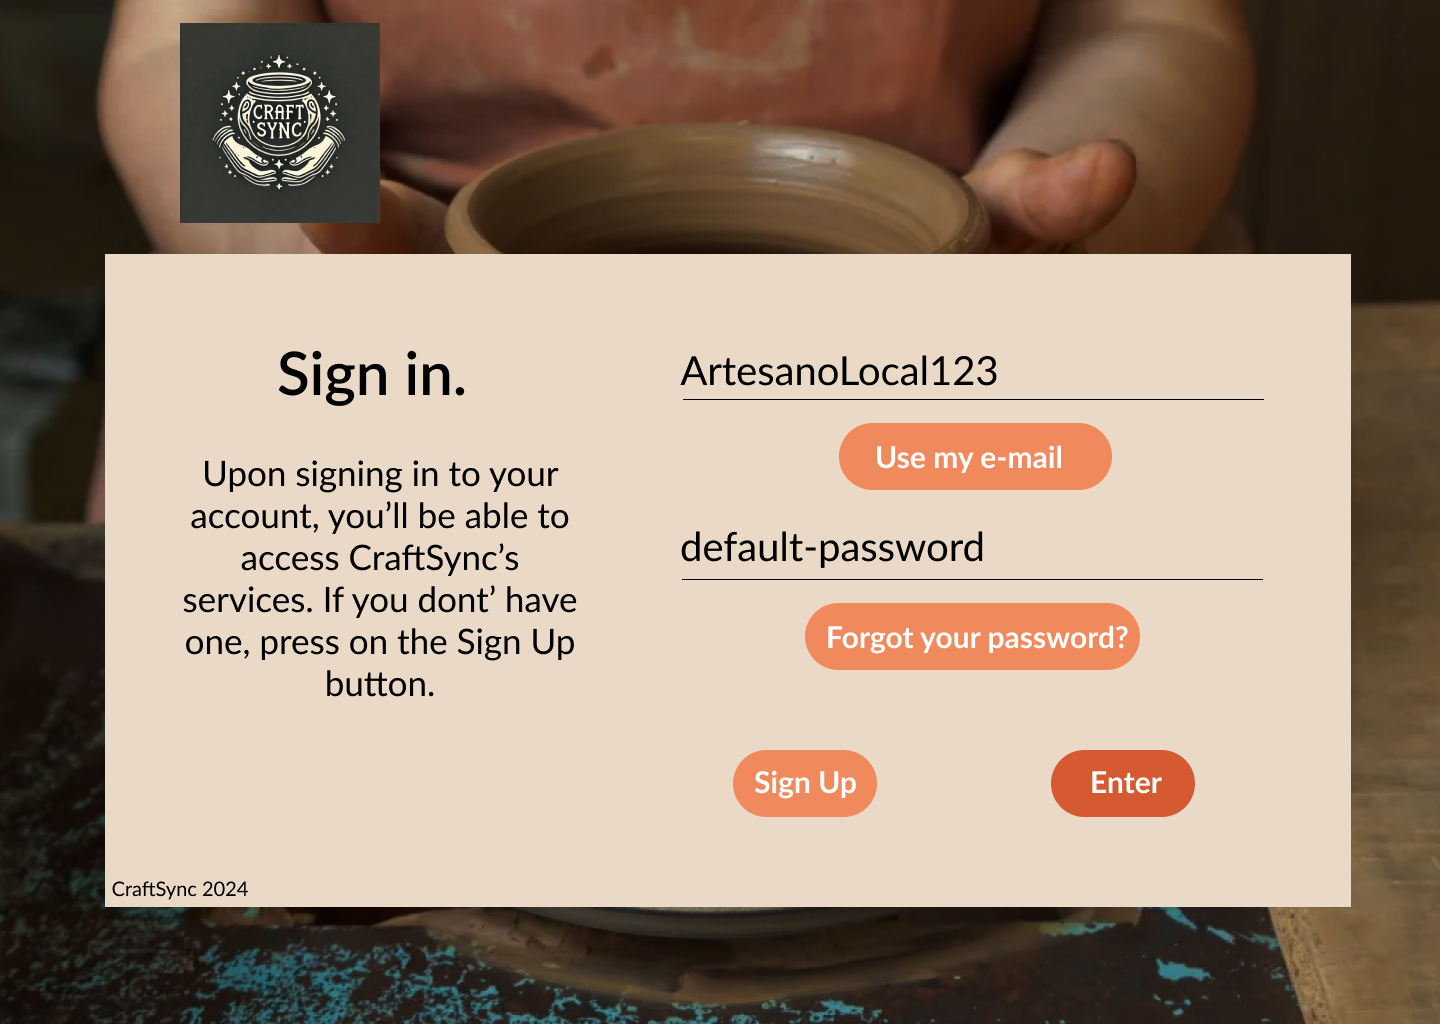 CRAFT
SYNC
Sign in.
Upon signing in to your
account, you’ll be able to
access CraftSync’s
services. If you dont’ have
one, press on the Sign Up
button.
ArtesanoLocal123
Use my e-mail
default-password
Forgot your password?
Sign Up
Enter
CraftSync 2024